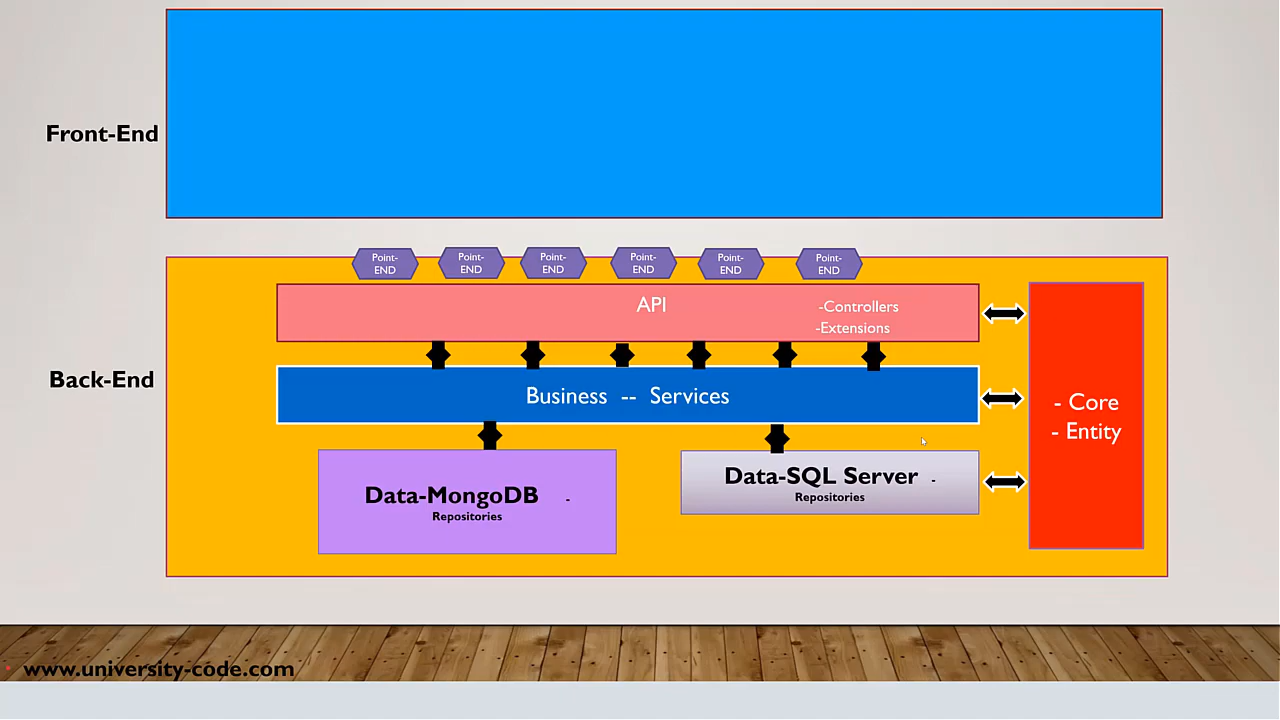 Front-End
Point-
END
Point-
END
Point-
END
Point-
END
Point-
END
Point-
END
API
-Controllers
-Extensions
Back-End
Business -- Services
- Core
- Entity
Data-MongoDB -
Repositories
Data-SQL Server -
Repositories
• www.university-code.com